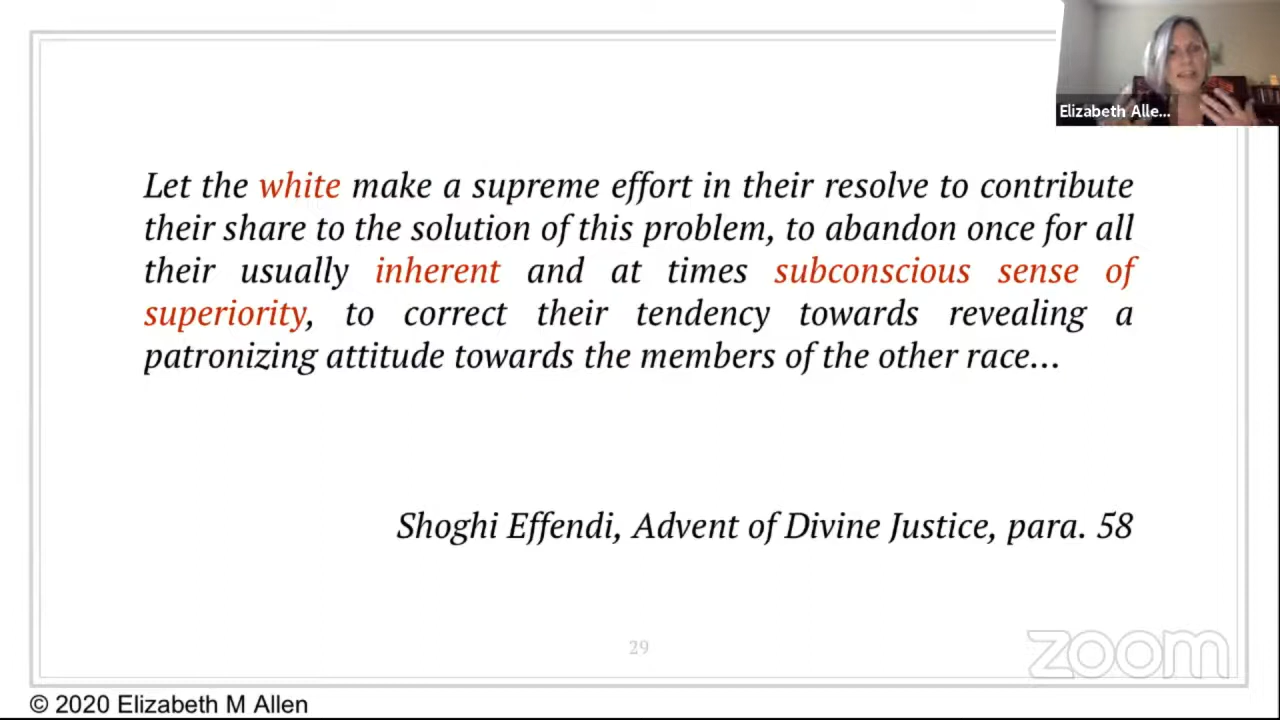 Elizabeth Alle...
Let the white make a supreme effort in their resolve to contribute
their share to the solution of this problem, to abandon once for all
their usually inherent and at times subconscious sense of
superiority, to correct their tendency towards revealing a
patronizing attitude towards the members of the other race...
Shoghi Effendi, Advent of Divine Justice, para. 58
29
zoom
© 2020 Elizabeth M Allen